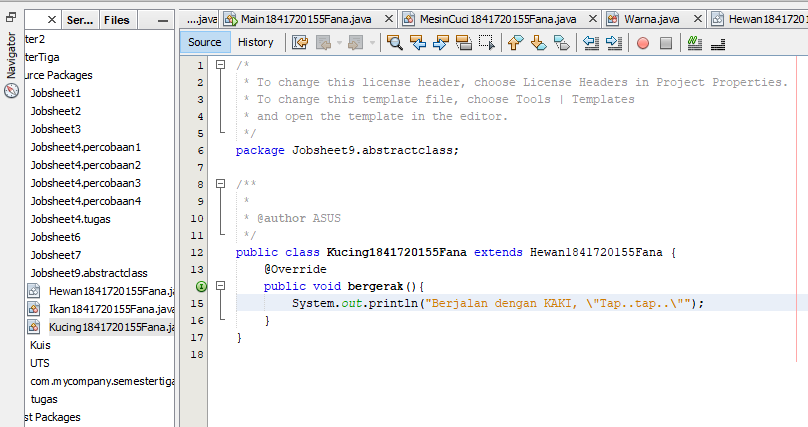 Ser...
Files
....java
Main1841720155Fana.java
MesinCuci1841720155Fana.java
Warna.java
Hewan1841720
Navigator
ter2
terTiga
urce Packages
Jobsheet1
Jobsheet2
Jobsheet3
Jobsheet4.percobaan1
Jobsheet4.percobaan2
Jobsheet4.percobaan3
Jobsheet4.percobaan4
Jobsheet4.tugas
Jobsheet6
Jobsheet7
Jobsheet9.abstractclass
Hewan1841720155Fana.ja
Ikan1841720155Fana.java
Kucing1841720155Fana.j
Kuis
UTS
com.mycompany.semestertiga
tugas
st Packages
Source
History
1 /*
2 * To change this license header, choose License Headers in Project Properties.
3 * To change this template file, choose Tools | Templates
4 * and open the template in the editor.
5 */
6 package Jobsheet9.abstractclass;
7
8 /**
9 *
10 * @author ASUS
11 */
12 public class Kucing1841720155Fana extends Hewan1841720155Fana {
13 @Override
public void bergerak(){
15 System.out.println("Berjalan dengan KAKI, \"Tap..tap..\"");
16 }
17 }
18